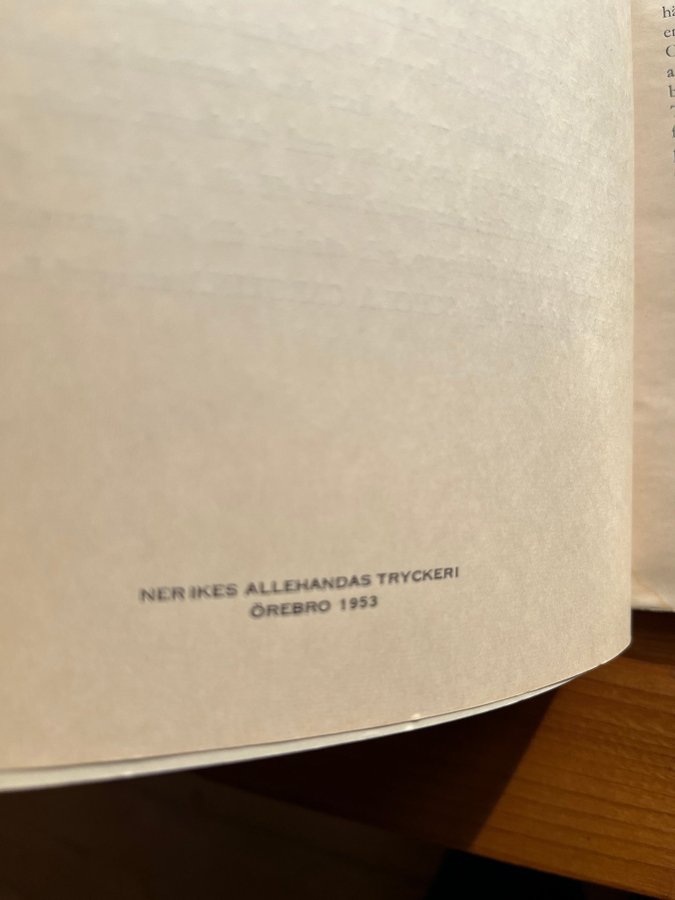 NERIKES ALLEHANDAS TRYCKERI
ÖREBRO 1953